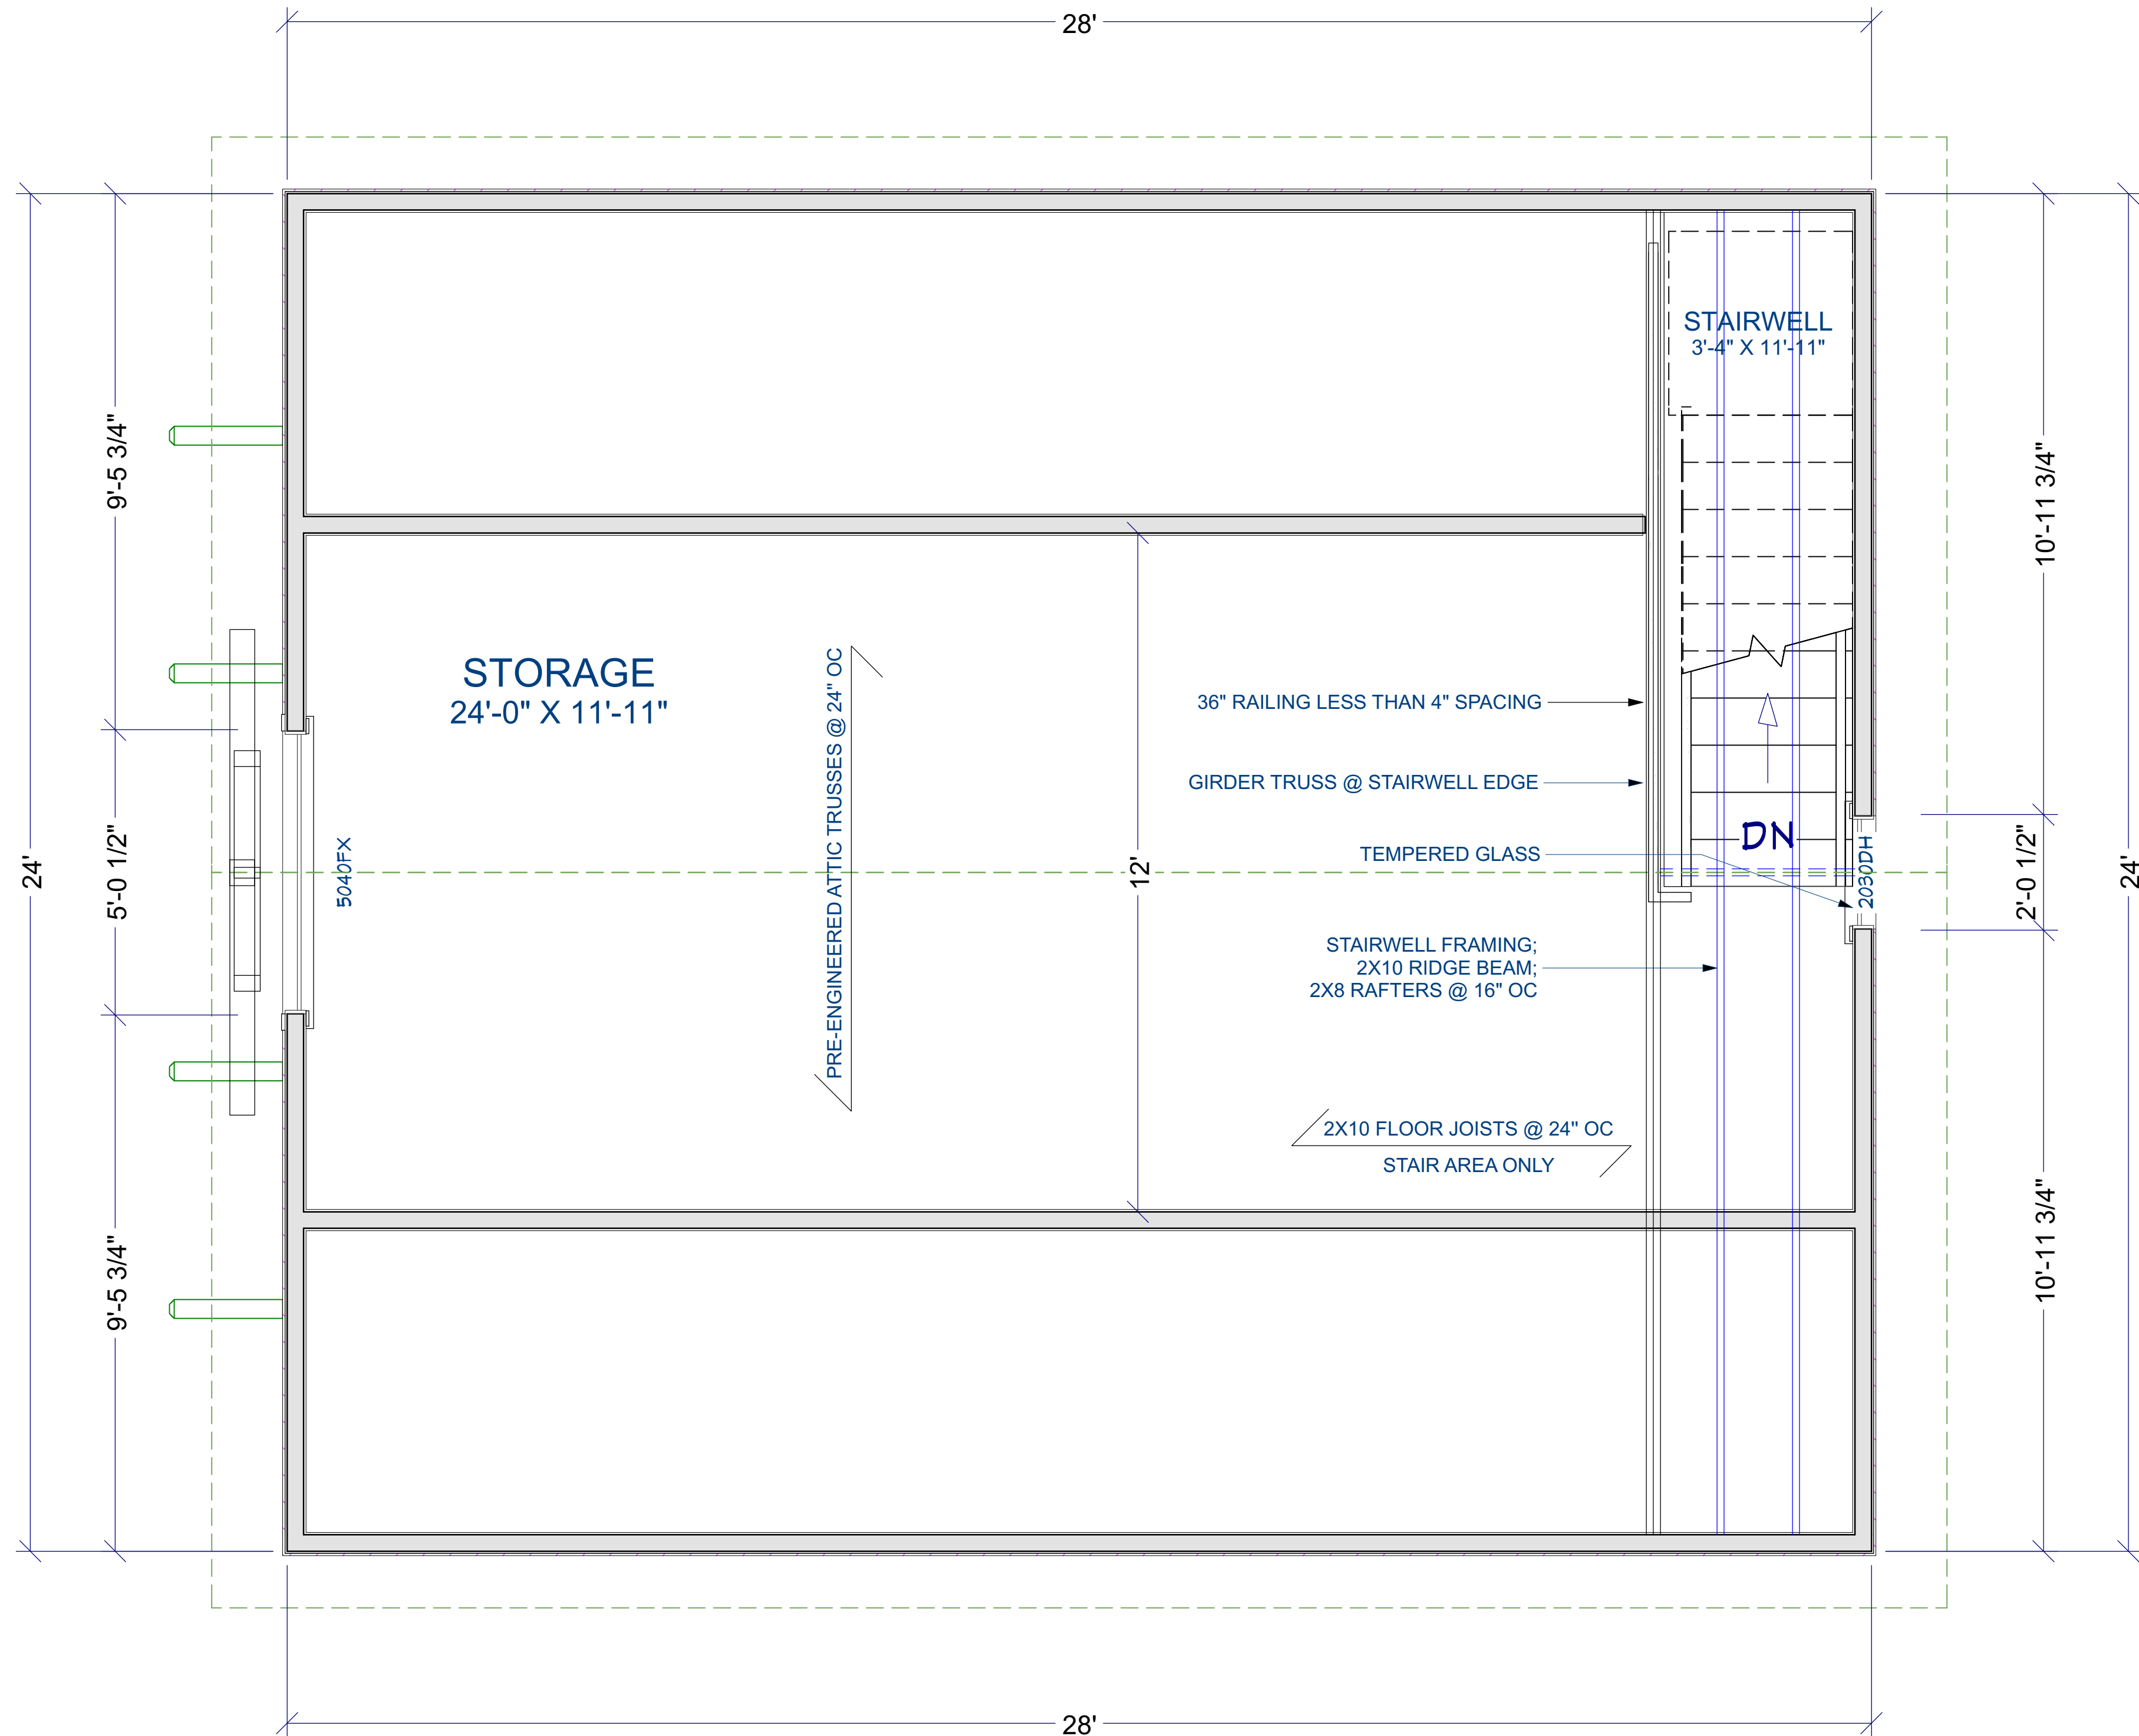 28'
STAIRWELL
3'-4" X 11'-11"
9'-5 3/4"
10'-11 3/4"
STORAGE
24'-0" X 11'-11"
PRE-ENGINEERED ATTIC TRUSSES @ 24" OC
36" RAILING LESS THAN 4" SPACING
GIRDER TRUSS @ STAIRWELL EDGE
DN
TEMPERED GLASS
24'
5'-0 1/2"
5040FX
12'
2030DH
2'-0 1/2"
24'
STAIRWELL FRAMING;
2X10 RIDGE BEAM;
2X8 RAFTERS @ 16" OC
2X10 FLOOR JOISTS @ 24" OC
STAIR AREA ONLY
9'-5 3/4"
10'-11 3/4"
28'